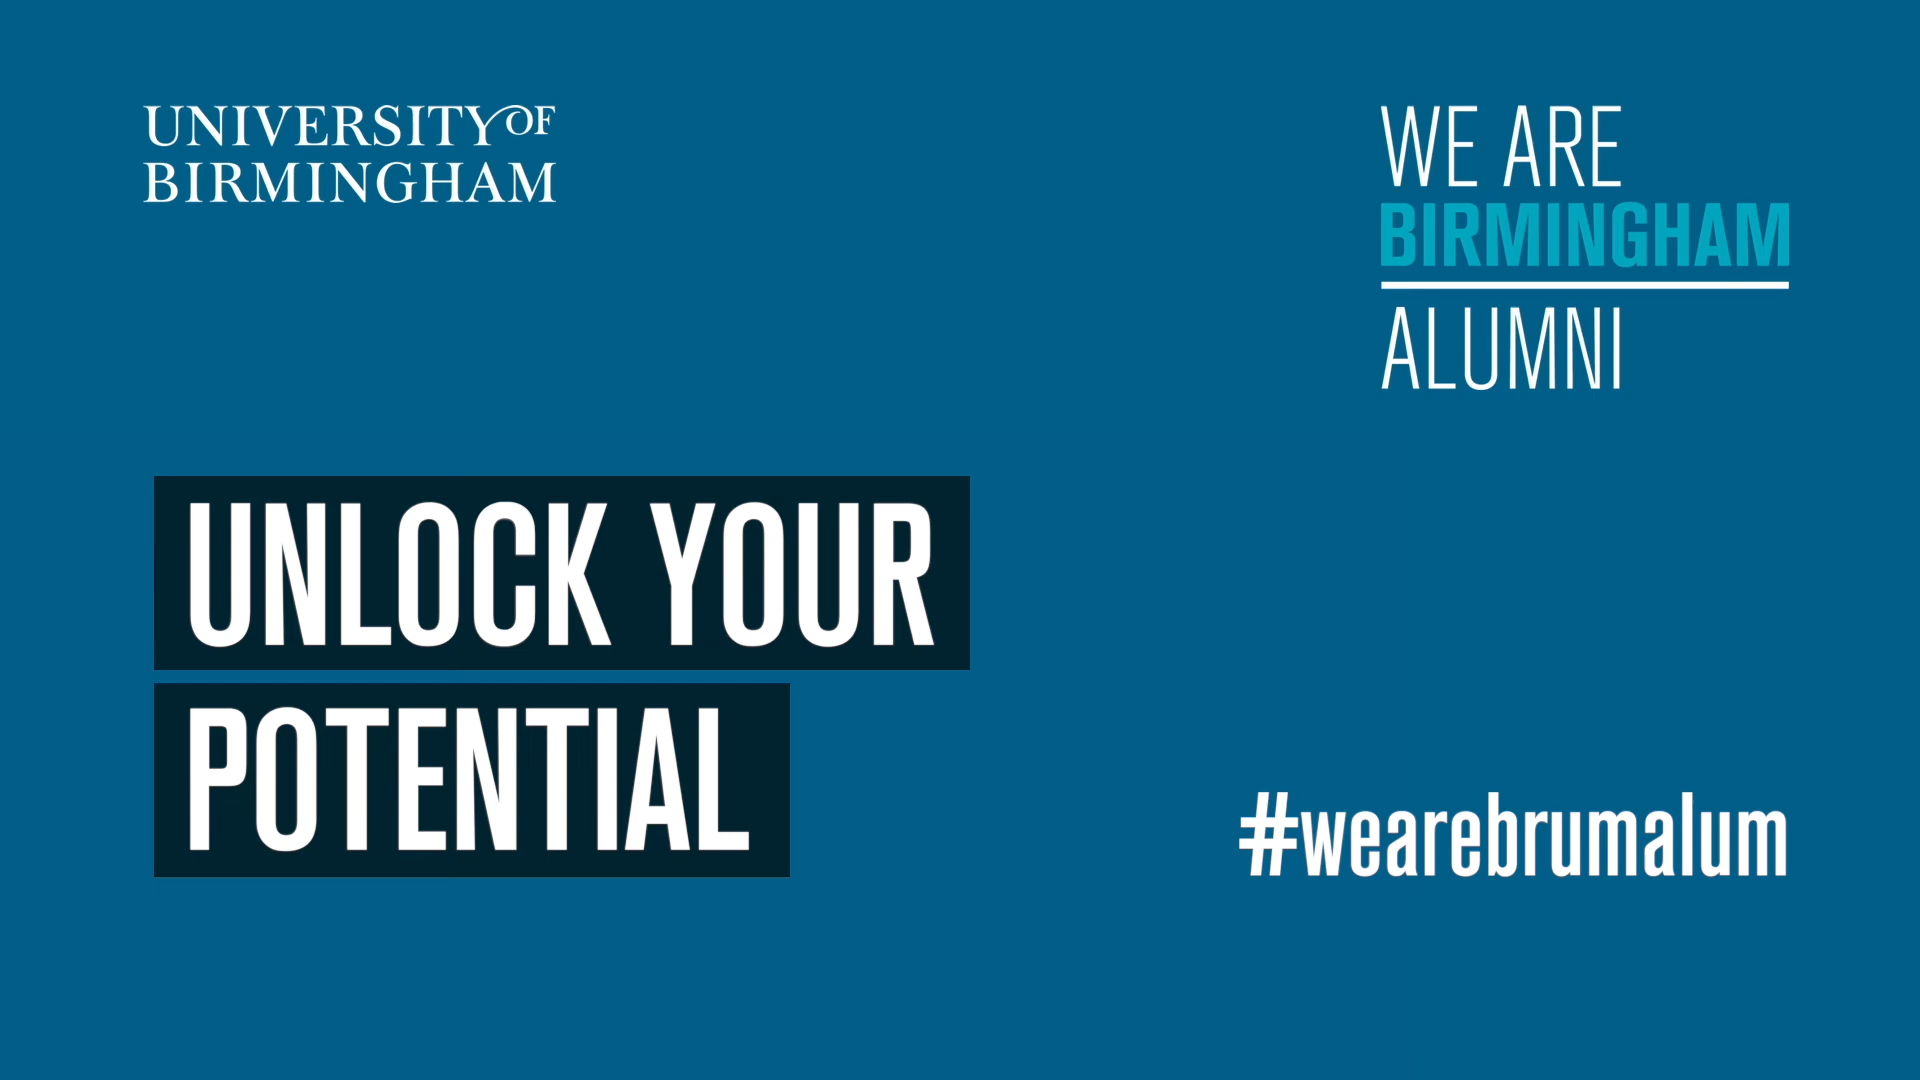 UNIVERSITY OF
BIRMINGHAM
WE ARE
BIRMINGHAM
ALUMNI
UNLOCK YOUR
POTENTIAL
#wearebrumalum